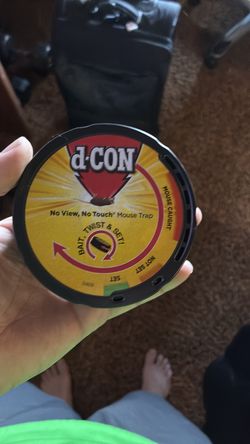 d-CON
No View, No Touch® Mouse Trap
BAIT, TWIST & SET!
MOUSE CAUGHT
NOT SET
SET